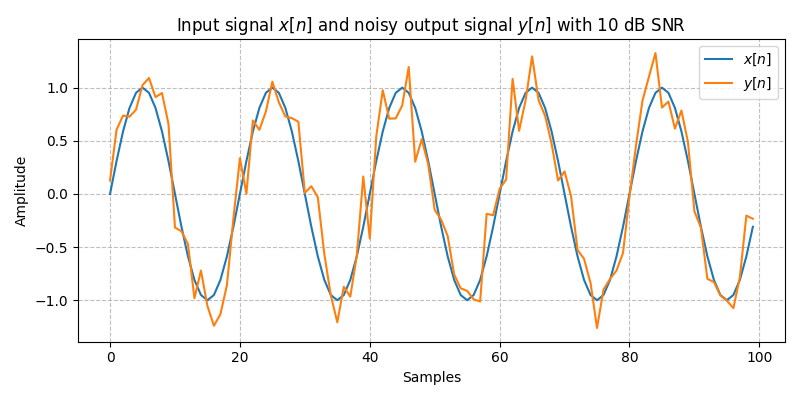 Input signal x[n] and noisy output signal y[n] with 10 dB SNR
x[n]
y[n]
1.0
0.5
0.0
−0.5
−1.0
Amplitude
0 20 40 60 80 100
Samples